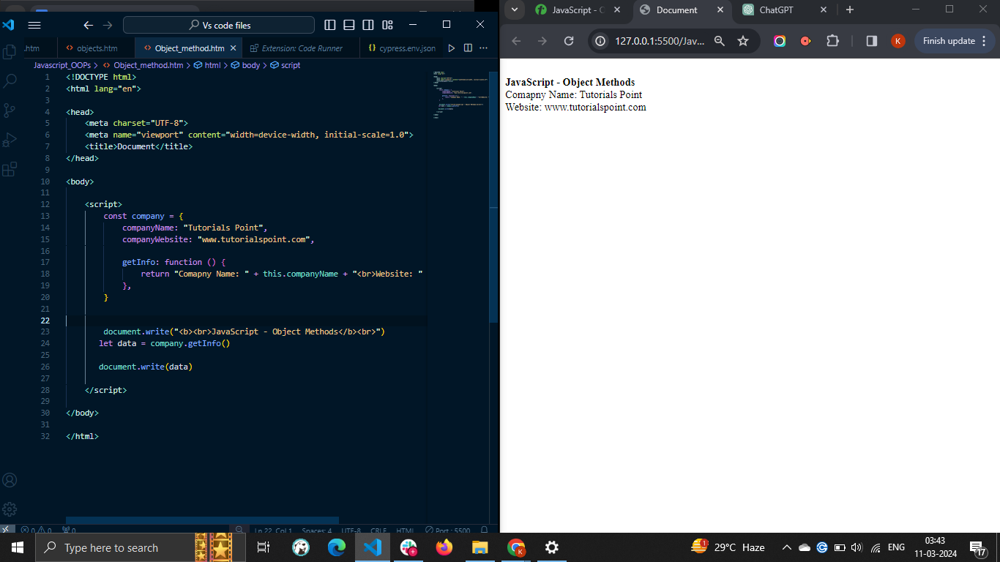 Vs code files
.htm
objects.htm
Object_method.htm
Extension: Code Runner
cypress.env.json
Javascript_OOPs > Object_method.htm > html > body > script
1 <!DOCTYPE html>
2 <html lang="en">
3
4 <head>
5 <meta charset="UTF-8">
6 <meta name="viewport" content="width=device-width, initial-scale=1.0">
7 <title>Document</title>
8 </head>
9
10 <body>
11
12 <script>
13 const company = {
14 companyName: "Tutorials Point",
15 companyWebsite: "www.tutorialspoint.com",
16
17 getInfo: function () {
18 return "Comapny Name: " + this.companyName + "<br>Website: "
19 },
20 }
21
22
23 document.write("<b><br>JavaScript - Object Methods</b><br>")
24 let data = company.getInfo()
25
26 document.write(data)
27
28 </script>
29
30 </body>
31
32 </html>
0 0 0
Ln 22, Col 1 Spaces: 4 UTF-8 CRLF HTML Port : 5500
JavaScript - C
Document
ChatGPT
127.0.0.1:5500/Jav...
K
Finish update
JavaScript - Object Methods
Comapny Name: Tutorials Point
Website: www.tutorialspoint.com
Type here to search
29°C Haze
ENG
03:43
11-03-2024
17